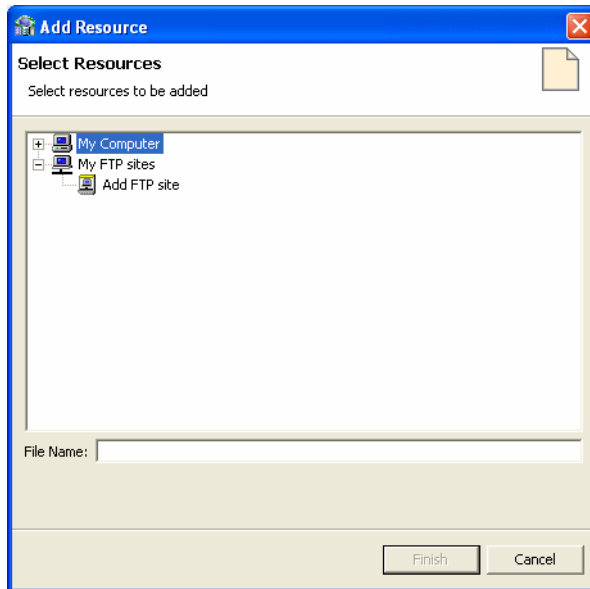 Add Resource
Select Resources
Select resources to be added
My Computer
My FTP sites
Add FTP site
File Name:
Finish Cancel